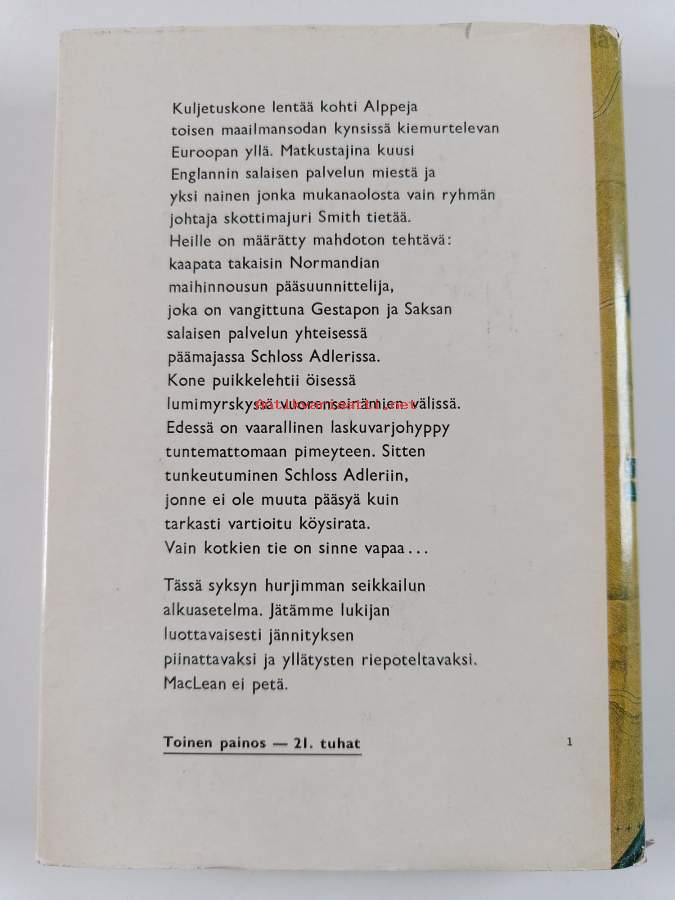 Kuljetuskone lentää kohti Alppeja
toisen maailmansodan kynsissä kiemurtelevan
Euroopan yllä. Matkustajina kuusi
Englannin salaisen palvelun miestä ja
yksi nainen jonka mukanaolosta vain ryhmän
johtaja skottimajuri Smith tietää.
Heille on määrätty mahdoton tehtävä:
kaapata takaisin Normandian
maihinnousun pääsuunnittelija,
joka on vangittuna Gestapon ja Saksan
salaisen palvelun yhteisessä
päämajassa Schloss Adlerissa.
Kone puikkelehtii öisessä
lumimyrskyssä vuorenseinämien välissä.
Antikvariaatti.net
Edessä on vaarallinen laskuvarjohyppy
tuntemattomaan pimeyteen. Sitten
tunkeutuminen Schloss Adleriin,
jonne ei ole muuta pääsyä kuin
tarkasti vartioitu köysirata.
Vain kotkien tie on sinne vapaa...
Tässä syksyn hurjimman seikkailun
alkuasetelma. Jätämme lukijan
luottavaisesti jännityksen
piinattavaksi ja yllätysten riepoteltavaksi.
MacLean ei petä.
Toinen painos — 21. tuhat
1